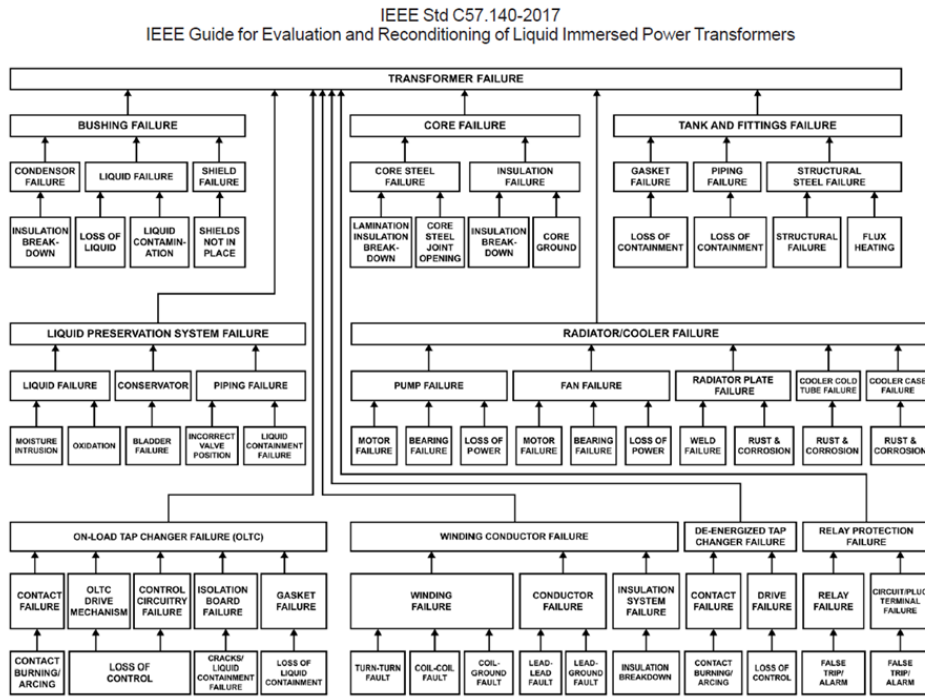 IEEE Std C57.140-2017
IEEE Guide for Evaluation and Reconditioning of Liquid Immersed Power Transformers
TRANSFORMER FAILURE
BUSHING FAILURE
CORE FAILURE
TANK AND FITTINGS FAILURE
CONDENSOR
FAILURE
LIQUID FAILURE
SHIELD
FAILURE
CORE STEEL
FAILURE
INSULATION
FAILURE
GASKET
FAILURE
PIPING
FAILURE
STRUCTURAL
STEEL FAILURE
INSULATION
BREAK-
DOWN
LOSS OF
LIQUID
LIQUID
CONTAMIN-
ATION
SHIELDS
NOT IN
PLACE
LAMINATION
INSULATION
BREAK-
DOWN
CORE
STEEL
JOINT
OPENING
INSULATION
BREAK-
DOWN
CORE
GROUND
LOSS OF
CONTAINMENT
LOSS OF
CONTAINMENT
STRUCTURAL
FAILURE
FLUX
HEATING
LIQUID PRESERVATION SYSTEM FAILURE
RADIATOR/COOLER FAILURE
LIQUID FAILURE
CONSERVATOR
PIPING FAILURE
PUMP FAILURE
FAN FAILURE
RADIATOR PLATE
FAILURE
COOLER COLD
TUBE FAILURE
COOLER CASE
FAILURE
MOISTURE
INTRUSION
OXIDATION
BLADDER
FAILURE
INCORRECT
VALVE
POSITION
LIQUID
CONTAINMENT
FAILURE
MOTOR
FAILURE
BEARING
FAILURE
LOSS OF
POWER
MOTOR
FAILURE
BEARING
FAILURE
LOSS OF
POWER
WELD
FAILURE
RUST &
CORROSION
RUST &
CORROSION
RUST &
CORROSION
ON-LOAD TAP CHANGER FAILURE (OLTC)
WINDING CONDUCTOR FAILURE
DE-ENERGIZED TAP
CHANGER FAILURE
RELAY PROTECTION
FAILURE
CONTACT
FAILURE
OLTC
DRIVE
MECHANISM
CONTROL
CIRCUITRY
FAILURE
ISOLATION
BOARD
FAILURE
GASKET
FAILURE
WINDING
FAILURE
CONDUCTOR
FAILURE
INSULATION
SYSTEM
FAILURE
CONTACT
FAILURE
DRIVE
FAILURE
RELAY
FAILURE
CIRCUIT/PLUG
TERMINAL
FAILURE
CONTACT
BURNING/
ARCING
LOSS OF
CONTROL
CRACKS/
LIQUID
CONTAINMENT
FAILURE
LOSS OF
LIQUID
CONTAINMENT
TURN-TURN
FAULT
COIL-COIL
FAULT
COIL-
GROUND
FAULT
LEAD-
LEAD
FAULT
LEAD-
GROUND
FAULT
INSULATION
BREAKDOWN
CONTACT
BURNING/
ARCING
LOSS OF
CONTROL
FALSE
TRIP/
ALARM
FALSE
TRIP/
ALARM